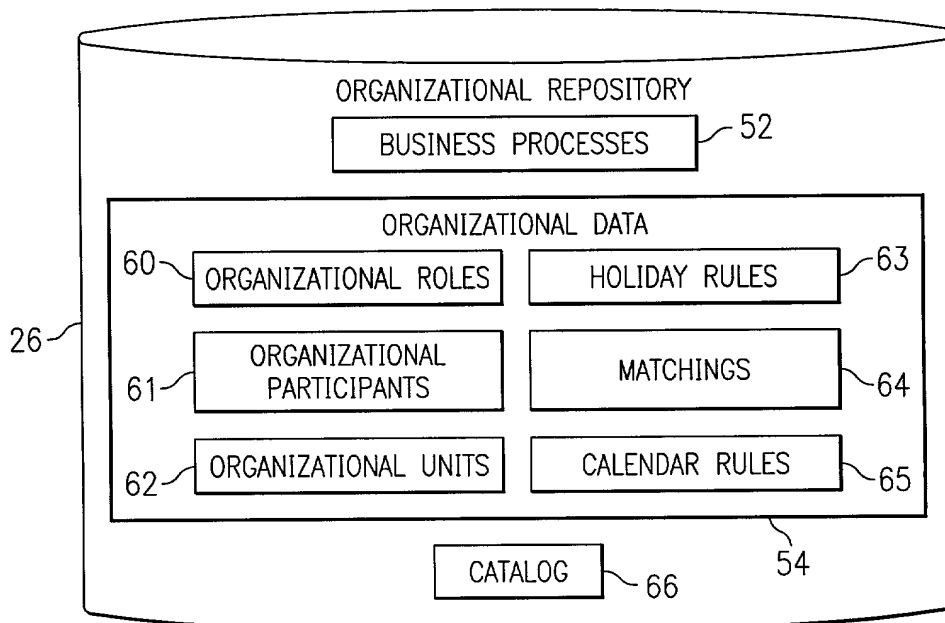 ORGANIZATIONAL REPOSITORY
BUSINESS PROCESSES
52
ORGANIZATIONAL DATA
60
ORGANIZATIONAL ROLES
HOLIDAY RULES
63
26
61
ORGANIZATIONAL
PARTICIPANTS
MATCHINGS
64
62
ORGANIZATIONAL UNITS
CALENDAR RULES
65
54
CATALOG
66